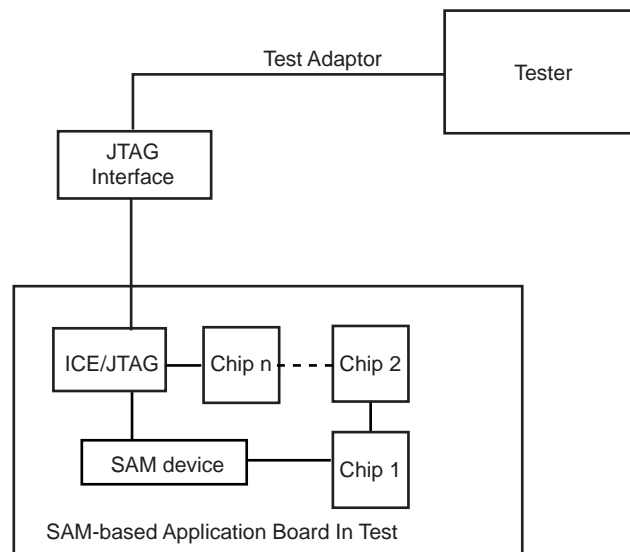 Test Adaptor
Tester
JTAG
Interface
ICE/JTAG
Chip n
Chip 2
SAM device
Chip 1
SAM-based Application Board In Test